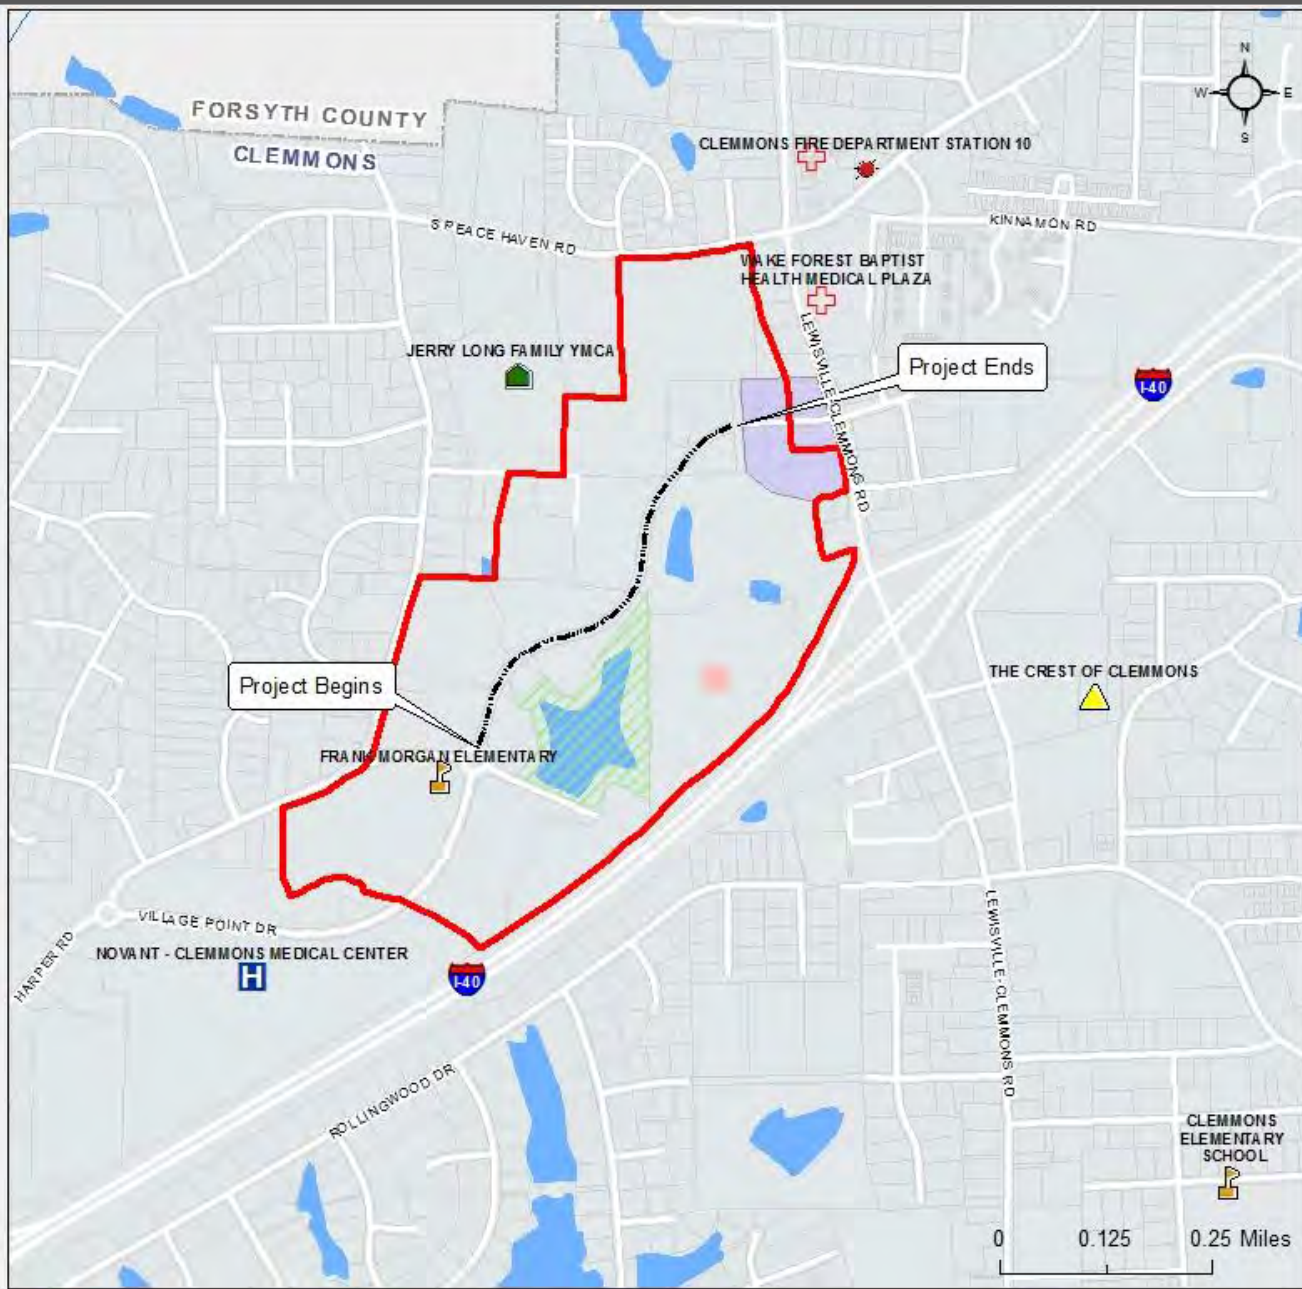 N
W E
S
FORSYTH COUNTY
CLEMMONS
CLEMMONS FIRE DEPARTMENT STATION 10
S PEACE HAVEN RD
KINNAMON RD
WAKE FOREST BAPTIST
HEALTH MEDICAL PLAZA
LEWISVILLE-CLEMMONS RD
JERRY LONG FAMILY YMCA
Project Ends
I-40
Project Begins
THE CREST OF CLEMMONS
FRANK MORGAN ELEMENTARY
VILLAGE POINT DR
HARPER RD
NOVANT - CLEMMONS MEDICAL CENTER
H
I-40
LEWISVILLE-CLEMMONS RD
ROLLINGWOOD DR
CLEMMONS
ELEMENTARY
SCHOOL
0 0.125 0.25 Miles